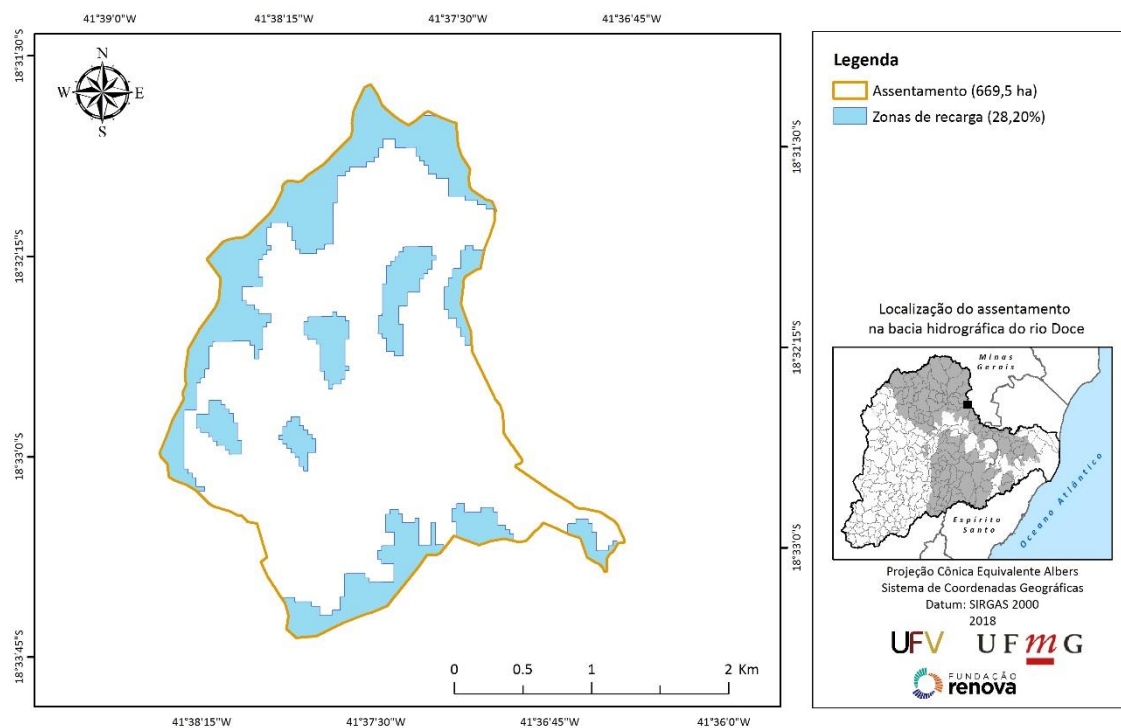 41°39'0"W
41°38'15"W
41°37'30"W
41°36'45"W
18°31'30"S
18°32'15"S
18°33'0"S
18°33'45"S
N
W
E
S
18°31'30"S
18°32'15"S
18°33'0"S
0
0.5
1
2 Km
41°38'15"W
41°37'30"W
41°36'45"W
41°36'0"W
Legenda
Assentamento (669,5 ha)
Zonas de recarga (28,20%)
Localização do assentamento
na bacia hidrográfica do rio Doce
Minas
Gerais
Espírito
Santo
Oceano Atlântico
Projeção Cônica Equivalente Albers
Sistema de Coordenadas Geográficas
Datum: SIRGAS 2000
2018
UFV
UFmG
FUNDAÇÃO
renova